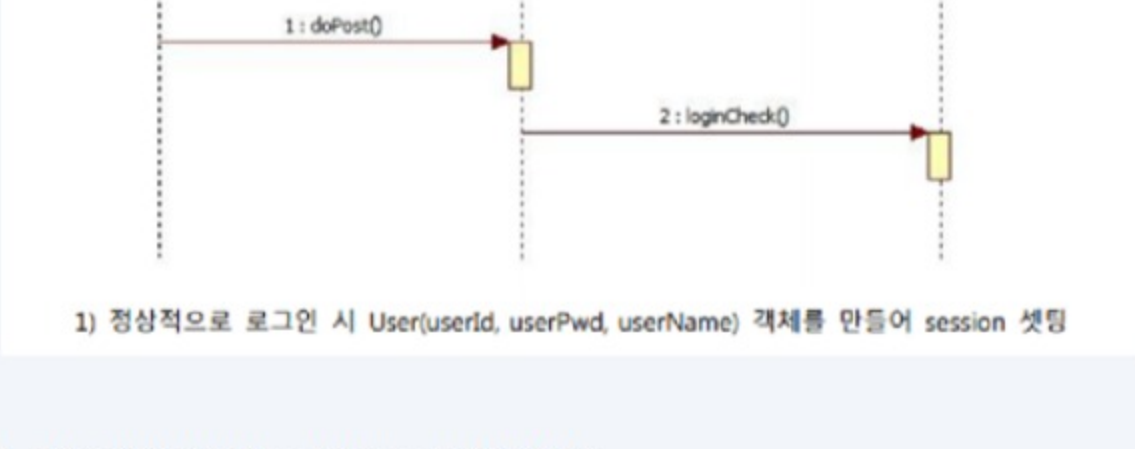 1 : doPost()
2 : loginCheck()
1) 정상적으로 로그인 시 User(userId, userPwd, userName) 객체를 만들어 session 셋팅